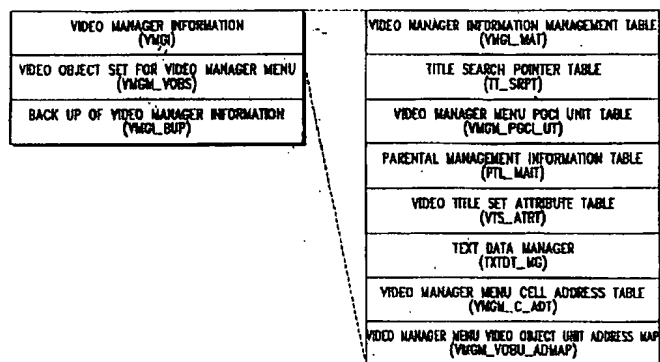 VIDEO MANAGER INFORMATION
(VMGI)
VIDEO OBJECT SET FOR VIDEO MANAGER MENU
(VMGM_VOBS)
BACK UP OF VIDEO MANAGER INFORMATION
(VMGI_BUP)
VIDEO MANAGER INFORMATION MANAGEMENT TABLE
(VMGI_MAT)
TITLE SEARCH POINTER TABLE
(TT_SRPT)
VIDEO MANAGER MENU PGCI UNIT TABLE
(VMGM_PGCI_UT)
PARENTAL MANAGEMENT INFORMATION TABLE
(PTL_MAIT)
VIDEO TITLE SET ATTRIBUTE TABLE
(VTS_ATRT)
TEXT DATA MANAGER
(TXTDT_MG)
VIDEO MANAGER MENU CELL ADDRESS TABLE
(VMGM_C_ADT)
VIDEO MANAGER MENU VIDEO OBJECT UNIT ADDRESS MAP
(VMGM_VOBU_ADMAP)